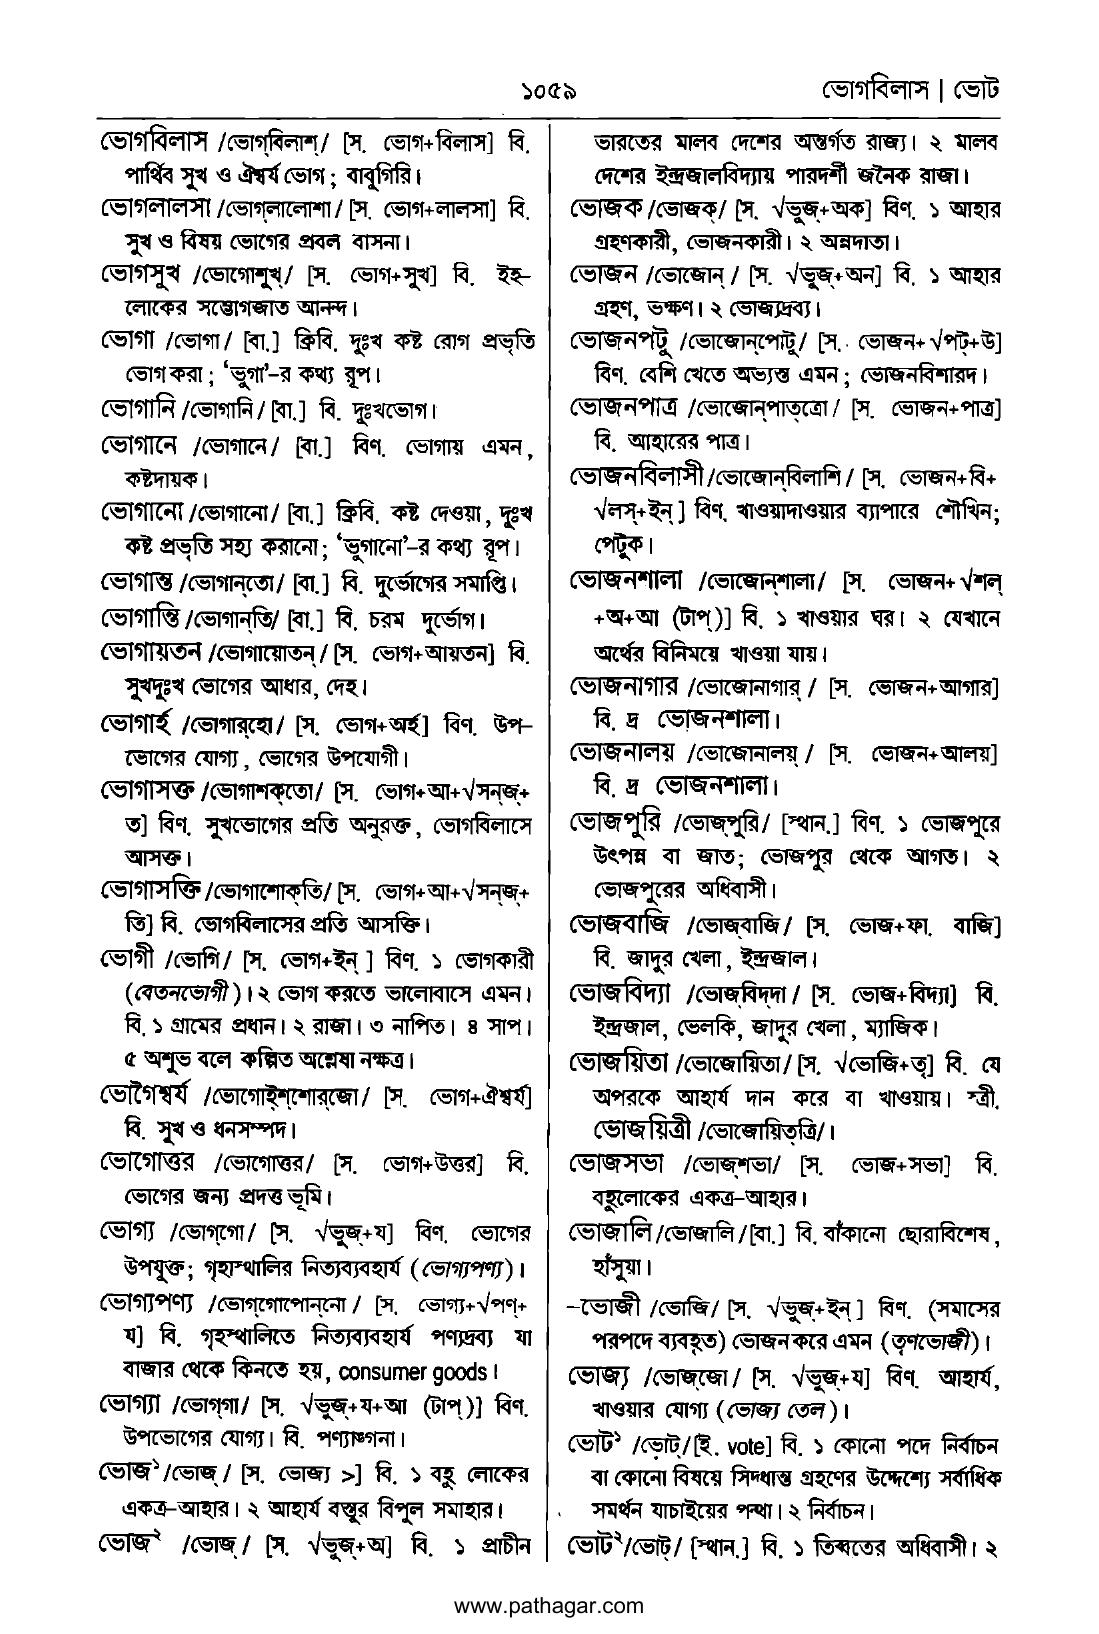 ১০৫৯
ভোগবিলাস | ভোট
ভোগবিলাস /ভোগ্‌বিলাশ্‌/ [স. ভোগ+বিলাস] বি.
পার্থিব সুখ ও ঐশ্বর্য ভোগ; বাবুগিরি।
ভোগলালসা /ভোগ্‌লালোশা/ [স. ভোগ+লালসা] বি.
সুখ ও বিষয় ভোগের প্রবল বাসনা।
ভোগসুখ /ভোগোশুখ্‌/ [স. ভোগ+সুখ] বি. ইহ–
লোকের সম্ভোগজাত আনন্দ।
ভোগা /ভোগা/ [বা.] ক্রিবি. দুঃখ কষ্ট রোগ প্রভৃতি
ভোগ করা; ‘ভুগা’–র কথ্য রূপ।
ভোগানি /ভোগানি/ [বা.] বি. দুঃখভোগ।
ভোগানে /ভোগানে/ [বা.] বিণ. ভোগায় এমন,
কষ্টদায়ক।
ভোগানো /ভোগানো/ [বা.] ক্রিবি. কষ্ট দেওয়া, দুঃখ
কষ্ট প্রভৃতি সহ্য করানো; ‘ভুগানো’–র কথ্য রূপ।
ভোগান্ত /ভোগান্‌তো/ [বা.] বি. দুর্ভোগের সমাপ্তি।
ভোগান্তি /ভোগান্‌তি/ [বা.] বি. চরম দুর্ভোগ।
ভোগায়তন /ভোগায়োতন্‌/ [স. ভোগ+আয়তন] বি.
সুখদুঃখ ভোগের আধার, দেহ।
ভোগার্হ /ভোগার্‌হো/ [স. ভোগ+অর্হ] বিণ. উপ–
ভোগের যোগ্য, ভোগের উপযোগী।
ভোগাসক্ত /ভোগাশক্‌তো/ [স. ভোগ+আ+√সন্‌জ্‌+
ত] বিণ. সুখভোগের প্রতি অনুরক্ত, ভোগবিলাসে
আসক্ত।
ভোগাসক্তি /ভোগাশোক্‌তি/ [স. ভোগ+আ+√সন্‌জ্‌+
তি] বি. ভোগবিলাসের প্রতি আসক্তি।
ভোগী /ভোগি/ [স. ভোগ+ইন্‌] বিণ. ১ ভোগকারী
(বেতনভোগী)। ২ ভোগ করতে ভালোবাসে এমন।
বি. ১ গ্রামের প্রধান। ২ রাজা। ৩ নাপিত। ৪ সাপ।
৫ অশুভ বলে কল্পিত অশ্লেষা নক্ষত্র।
ভোগৈশ্বর্য /ভোগোইশ্‌শোর্‌জো/ [স. ভোগ+ঐশ্বর্য]
বি. সুখ ও ধনসম্পদ।
ভোগোত্তর /ভোগোত্তর/ [স. ভোগ+উত্তর] বি.
ভোগের জন্য প্রদত্ত ভূমি।
ভোগ্য /ভোগ্‌গো/ [স. √ভুজ্‌+য] বিণ. ভোগের
উপযুক্ত; গৃহস্থালির নিত্যব্যবহার্য (ভোগ্যপণ্য)।
ভোগ্যপণ্য /ভোগ্‌গোপোন্‌নো/ [স. ভোগ্য+√পণ্‌+
য] বি. গৃহস্থালিতে নিত্যব্যবহার্য পণ্যদ্রব্য যা
বাজার থেকে কিনতে হয়, consumer goods।
ভোগ্যা /ভোগ্‌গা/ [স. √ভুজ্‌+য+আ (টাপ্‌)] বিণ.
উপভোগের যোগ্য। বি. পণ্যাঙ্গনা।
ভোজ১ /ভোজ্‌/ [স. ভোজ্য >] বি. ১ বহু লোকের
একত্র–আহার। ২ আহার্য বস্তুর বিপুল সমাহার।
ভোজ২ /ভোজ্‌/ [স. √ভুজ্‌+অ] বি. ১ প্রাচীন
ভারতের মালব দেশের অন্তর্গত রাজ্য। ২ মালব
দেশের ইন্দ্রজালবিদ্যায় পারদর্শী জনৈক রাজা।
ভোজক /ভোজক্‌/ [স. √ভুজ্‌+অক] বিণ. ১ আহার
গ্রহণকারী, ভোজনকারী। ২ অন্নদাতা।
ভোজন /ভোজোন্‌/ [স. √ভুজ্‌+অন] বি. ১ আহার
গ্রহণ, ভক্ষণ। ২ ভোজ্যদ্রব্য।
ভোজনপটু /ভোজোন্‌পোটু/ [স. ভোজন+√পট্‌+উ]
বিণ. বেশি খেতে অভ্যস্ত এমন; ভোজনবিশারদ।
ভোজনপাত্র /ভোজোন্‌পাত্‌ত্রো/ [স. ভোজন+পাত্র]
বি. আহারের পাত্র।
ভোজনবিলাসী /ভোজোন্‌বিলাশি/ [স. ভোজন+বি+
√লস্‌+ইন্‌] বিণ. খাওয়াদাওয়ার ব্যাপারে শৌখিন;
পেটুক।
ভোজনশালা /ভোজোন্‌শালা/ [স. ভোজন+√শল্‌
+অ+আ (টাপ্‌)] বি. ১ খাওয়ার ঘর। ২ যেখানে
অর্থের বিনিময়ে খাওয়া যায়।
ভোজনাগার /ভোজোনাগার্‌/ [স. ভোজন+আগার]
বি. দ্র ভোজনশালা।
ভোজনালয় /ভোজোনালয়্‌/ [স. ভোজন+আলয়]
বি. দ্র ভোজনশালা।
ভোজপুরি /ভোজ্‌পুরি/ [স্থান.] বিণ. ১ ভোজপুরে
উৎপন্ন বা জাত; ভোজপুর থেকে আগত। ২
ভোজপুরের অধিবাসী।
ভোজবাজি /ভোজ্‌বাজি/ [স. ভোজ+ফা. বাজি]
বি. জাদুর খেলা, ইন্দ্রজাল।
ভোজবিদ্যা /ভোজ্‌বিদ্‌দা/ [স. ভোজ+বিদ্যা] বি.
ইন্দ্রজাল, ভেলকি, জাদুর খেলা, ম্যাজিক।
ভোজয়িতা /ভোজোয়িতা/ [স. √ভোজি+তৃ] বি. যে
অপরকে আহার্য দান করে বা খাওয়ায়। স্ত্রী.
ভোজয়িত্রী /ভোজোয়িত্‌ত্রি/।
ভোজসভা /ভোজ্‌শভা/ [স. ভোজ+সভা] বি.
বহুলোকের একত্র–আহার।
ভোজালি /ভোজালি/ [বা.] বি. বাঁকানো ছোরাবিশেষ,
হাঁসুয়া।
–ভোজী /ভোজি/ [স. √ভুজ্‌+ইন্‌] বিণ. (সমাসের
পরপদে ব্যবহৃত) ভোজন করে এমন (তৃণভোজী)।
ভোজ্য /ভোজ্‌জো/ [স. √ভুজ্‌+য] বিণ. আহার্য,
খাওয়ার যোগ্য (ভোজ্য তেল)।
ভোট১ /ভোট্‌/ [ই. vote] বি. ১ কোনো পদে নির্বাচন
বা কোনো বিষয়ে সিদ্ধান্ত গ্রহণের উদ্দেশ্যে সর্বাধিক
সমর্থন যাচাইয়ের পন্থা। ২ নির্বাচন।
ভোট২ /ভোট্‌/ [স্থান.] বি. ১ তিব্বতের অধিবাসী। ২
www.pathagar.com